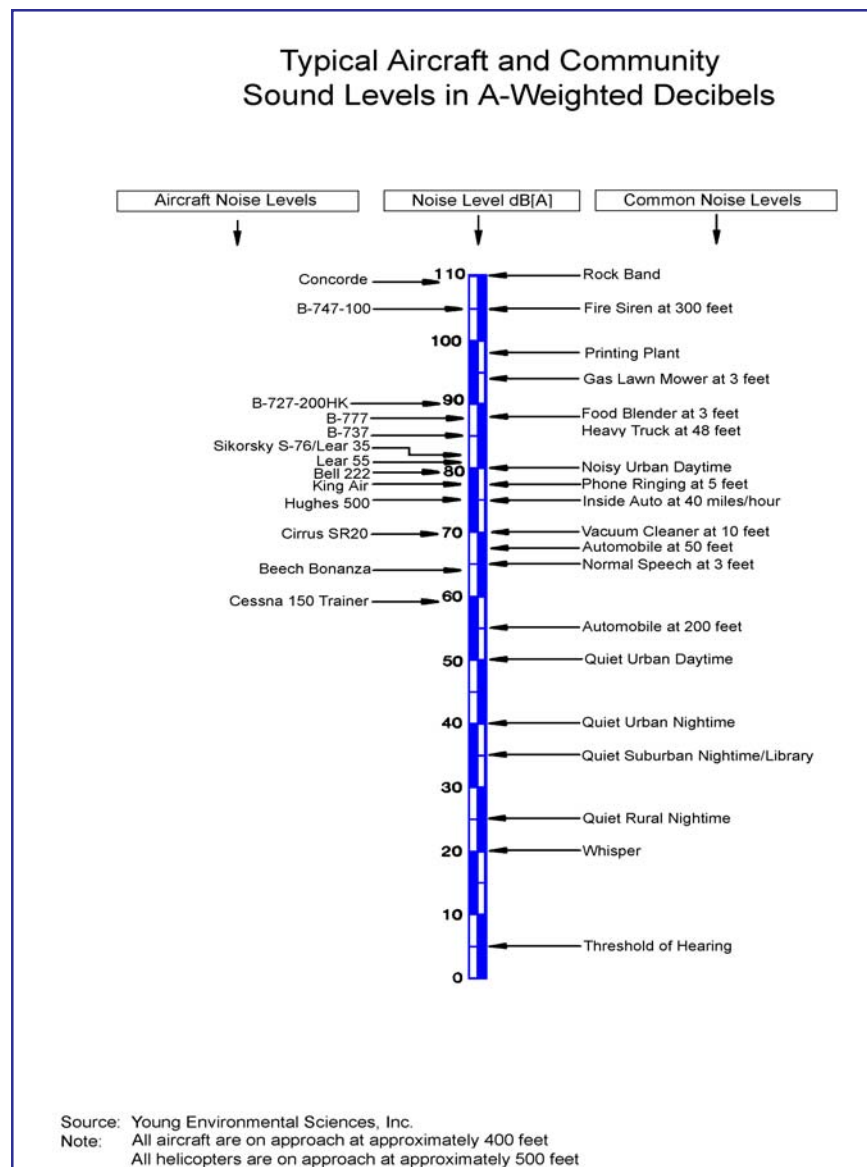 Typical Aircraft and Community
Sound Levels in A-Weighted Decibels
Aircraft Noise Levels
Noise Level dB[A]
Common Noise Levels
Concorde
B-747-100
B-727-200HK
B-777
B-737
Sikorsky S-76/Lear 35
Lear 55
Bell 222
King Air
Hughes 500
Cirrus SR20
Beech Bonanza
Cessna 150 Trainer
110
100
90
80
70
60
50
40
30
20
10
0
Rock Band
Fire Siren at 300 feet
Printing Plant
Gas Lawn Mower at 3 feet
Food Blender at 3 feet
Heavy Truck at 48 feet
Noisy Urban Daytime
Phone Ringing at 5 feet
Inside Auto at 40 miles/hour
Vacuum Cleaner at 10 feet
Automobile at 50 feet
Normal Speech at 3 feet
Automobile at 200 feet
Quiet Urban Daytime
Quiet Urban Nightime
Quiet Suburban Nightime/Library
Quiet Rural Nightime
Whisper
Threshold of Hearing
Source: Young Environmental Sciences, Inc.
Note: All aircraft are on approach at approximately 400 feet
All helicopters are on approach at approximately 500 feet